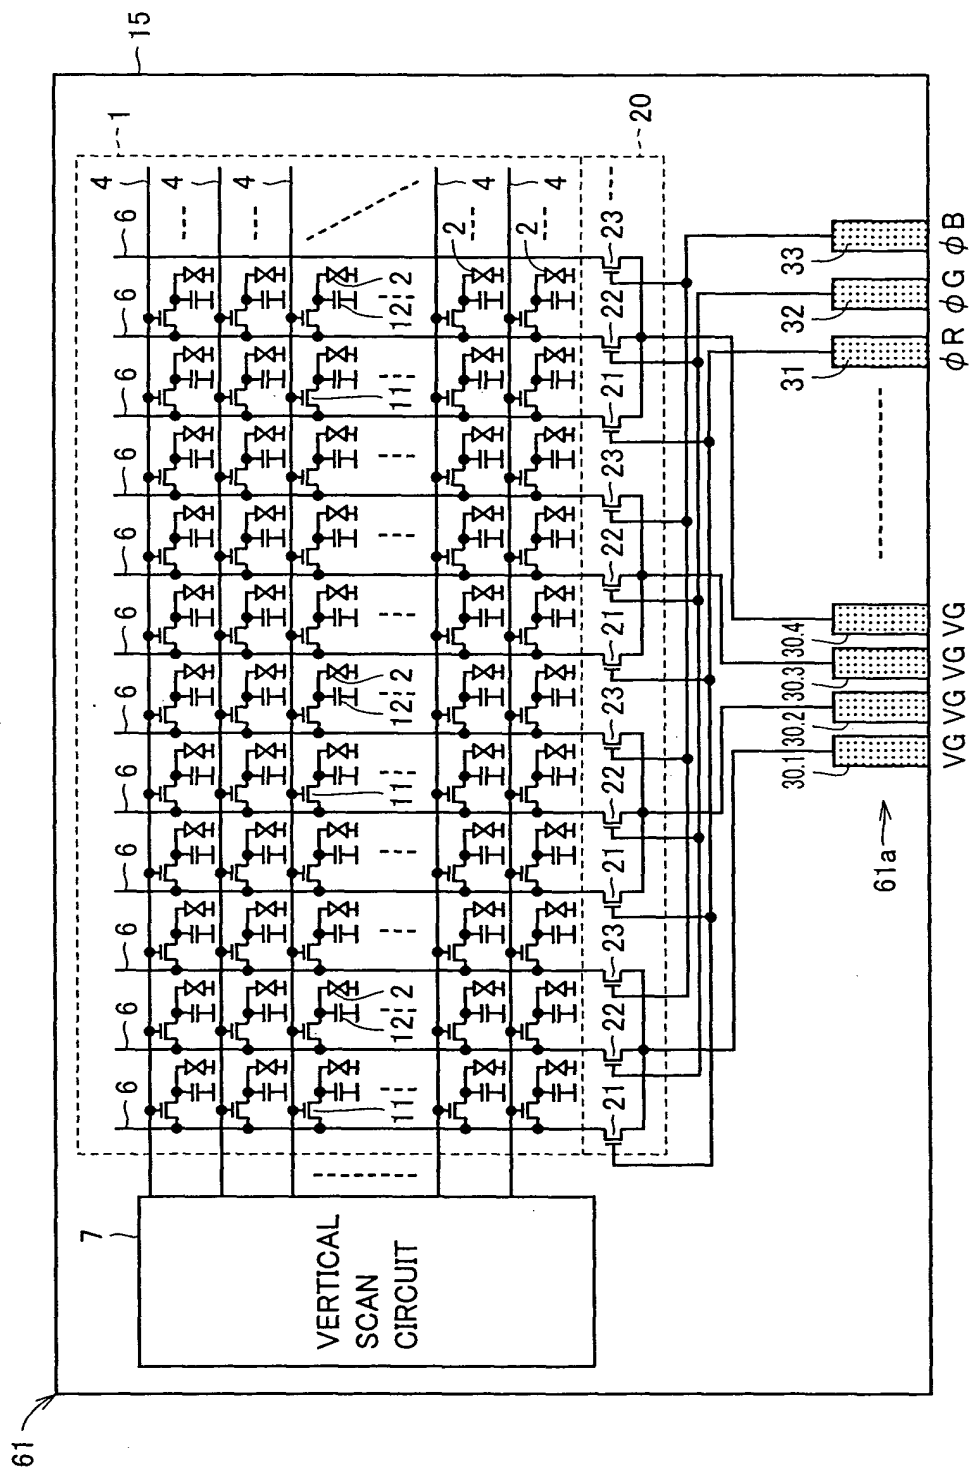 61
15
7
1
6 6 6 6 6 6 6 6 6 6 6 6
4
4
4
VERTICAL
SCAN
CIRCUIT
11 12 2 11 12 2 11 12 2
2 4
2 4
21 22 23 21 22 23 21 22 23 21 22 23
20
30.1 30.2 30.3 30.4 31 32 33
61a
VG VG VG VG φR φG φB